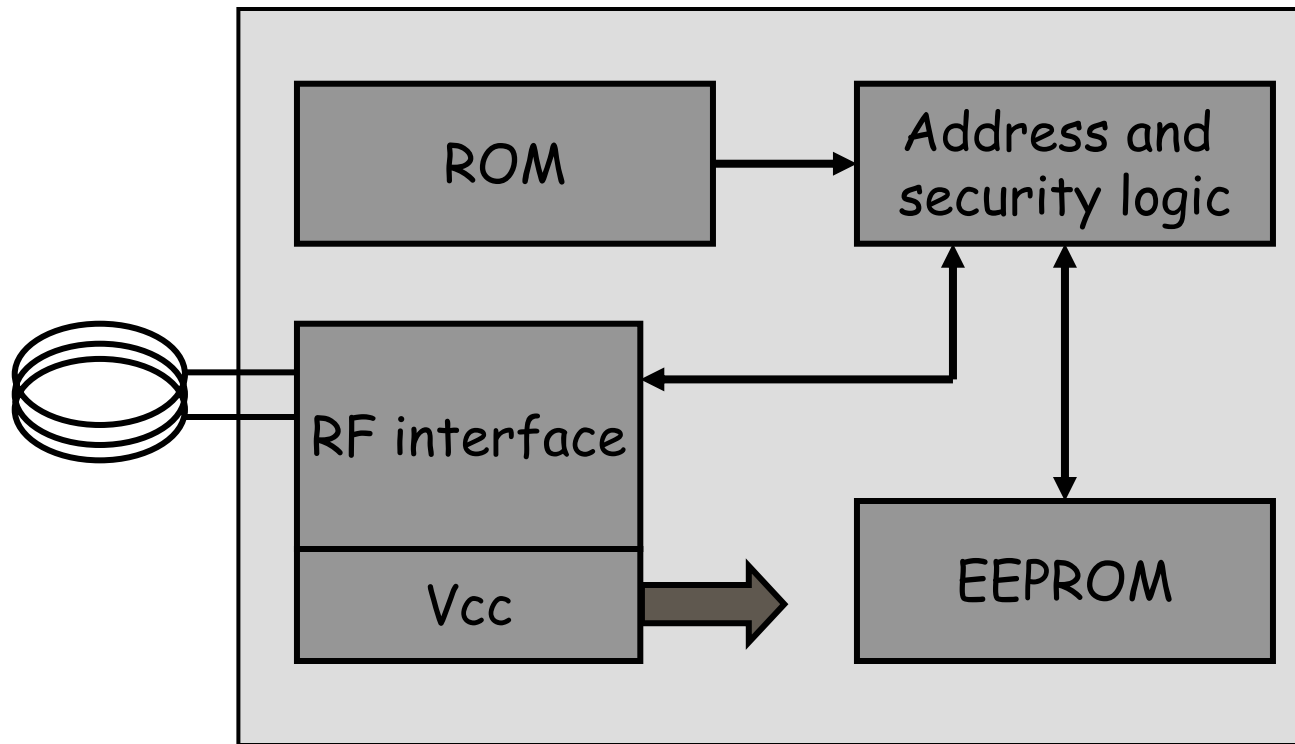 ROM
Address and
security logic
RF interface
Vcc
EEPROM